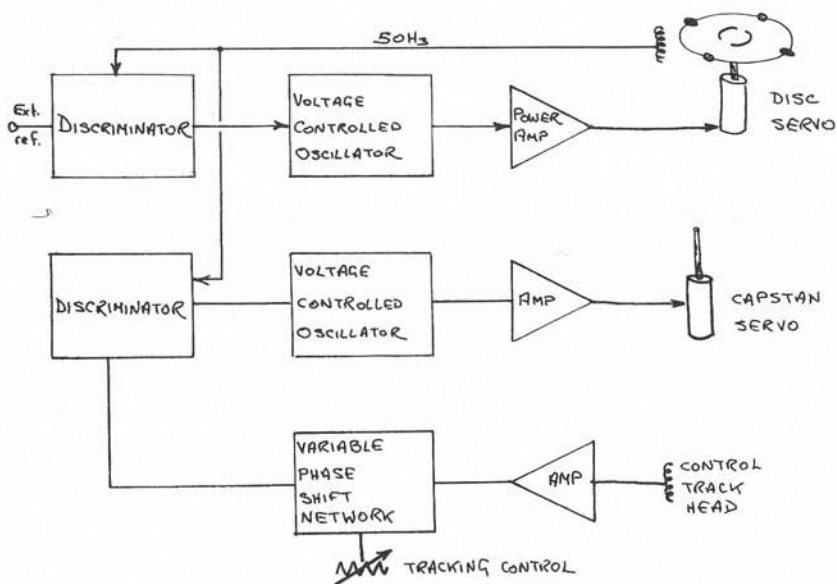 50Hz
Ext.
ref.
DISCRIMINATOR
VOLTAGE
CONTROLLED
OSCILLATOR
POWER
AMP
DISC
SERVO
DISCRIMINATOR
VOLTAGE
CONTROLLED
OSCILLATOR
AMP
CAPSTAN
SERVO
VARIABLE
PHASE
SHIFT
NETWORK
AMP
CONTROL
TRACK
HEAD
TRACKING CONTROL